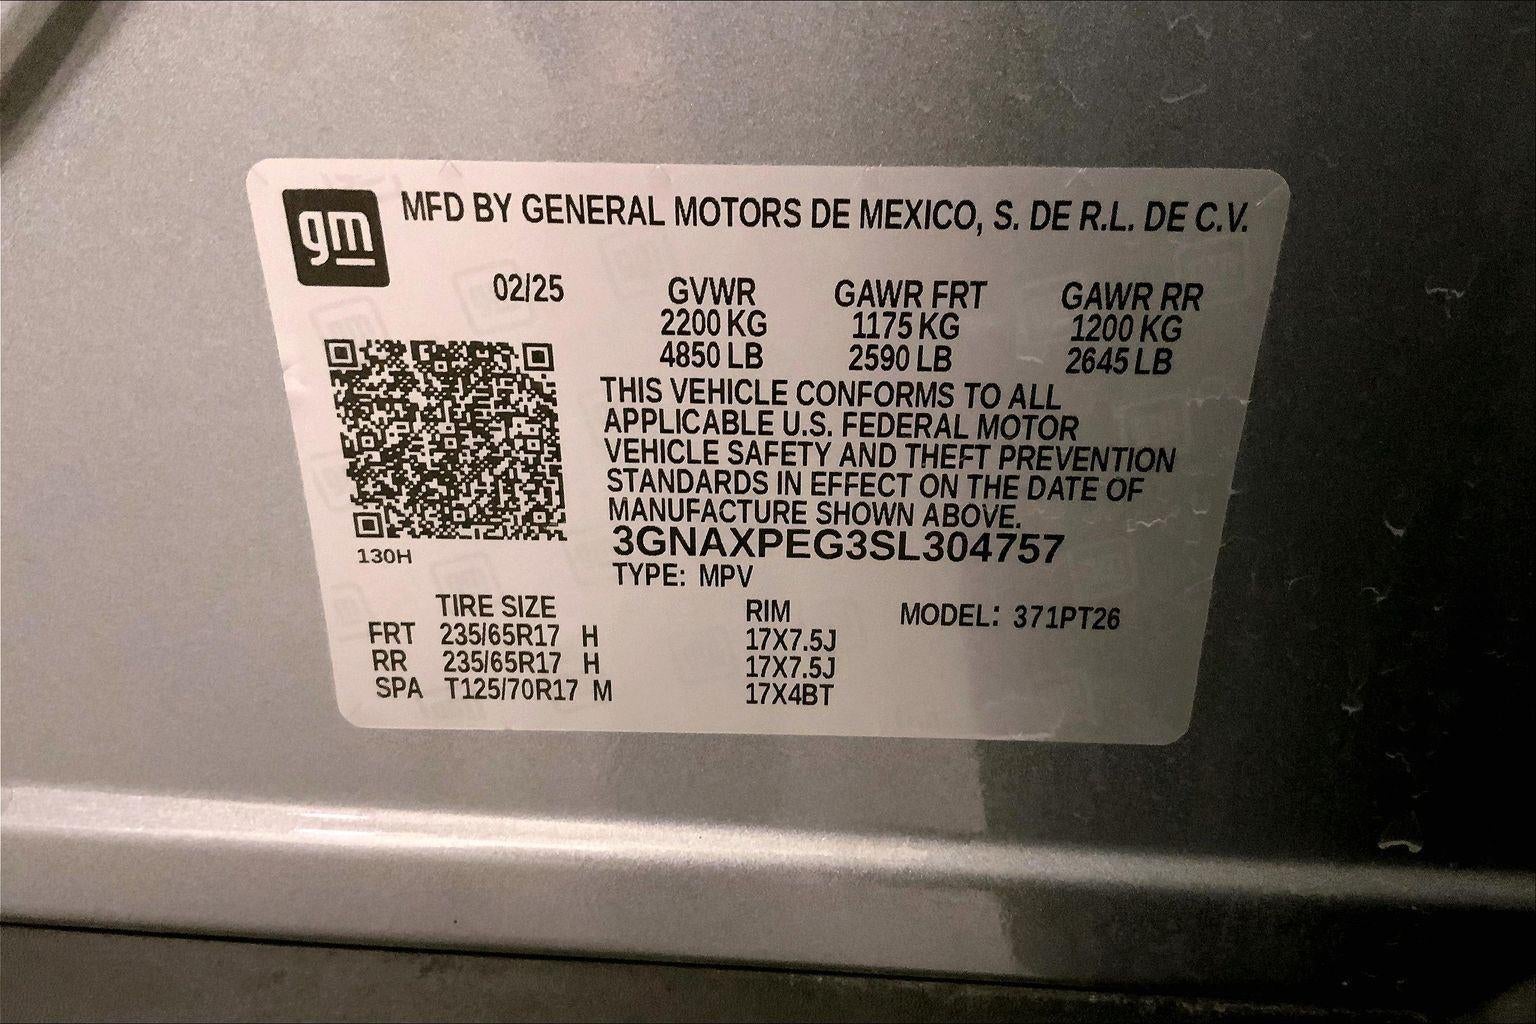 gm MFD BY GENERAL MOTORS DE MEXICO, S. DE R.L. DE C.V.
02/25 GVWR GAWR FRT GAWR RR
2200 KG 1175 KG 1200 KG
4850 LB 2590 LB 2645 LB
THIS VEHICLE CONFORMS TO ALL
APPLICABLE U.S. FEDERAL MOTOR
VEHICLE SAFETY AND THEFT PREVENTION
STANDARDS IN EFFECT ON THE DATE OF
MANUFACTURE SHOWN ABOVE.
3GNAXPEG3SL304757
130H
TYPE: MPV
TIRE SIZE RIM MODEL: 371PT26
FRT 235/65R17 H 17X7.5J
RR 235/65R17 H 17X7.5J
SPA T125/70R17 M 17X4BT